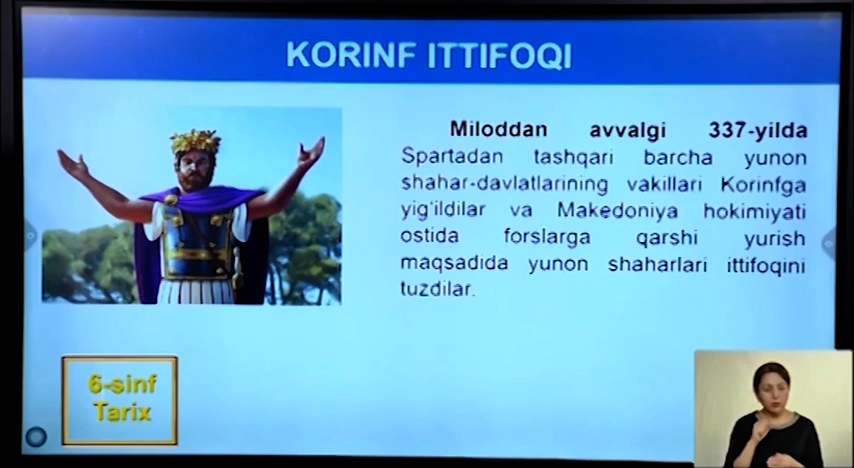 KORINF ITTIFOQI
Miloddan avvalgi 337-yilda
Spartadan tashqari barcha yunon
shahar-davlatlarining vakillari Korinfga
yig'ildilar va Makedoniya hokimiyati
ostida forslarga qarshi yurish
maqsadida yunon shaharlari ittifoqini
tuzdilar.
6-sinf
Tarix